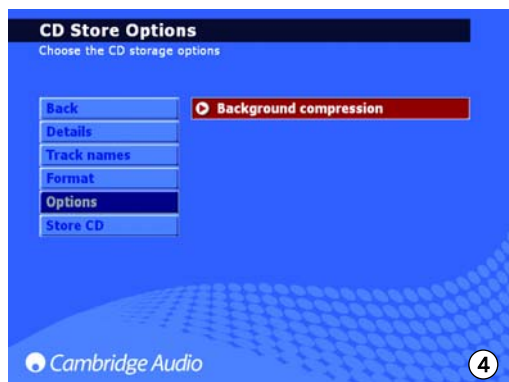 CD Store Options
Choose the CD storage options
Back
Background compression
Details
Track names
Format
Options
Store CD
Cambridge Audio
4